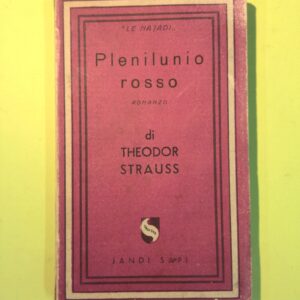 "LE NAJADI"
Plenilunio
rosso
ROMANZO
di
THEODOR
STRAUSS
JANDI SAPI